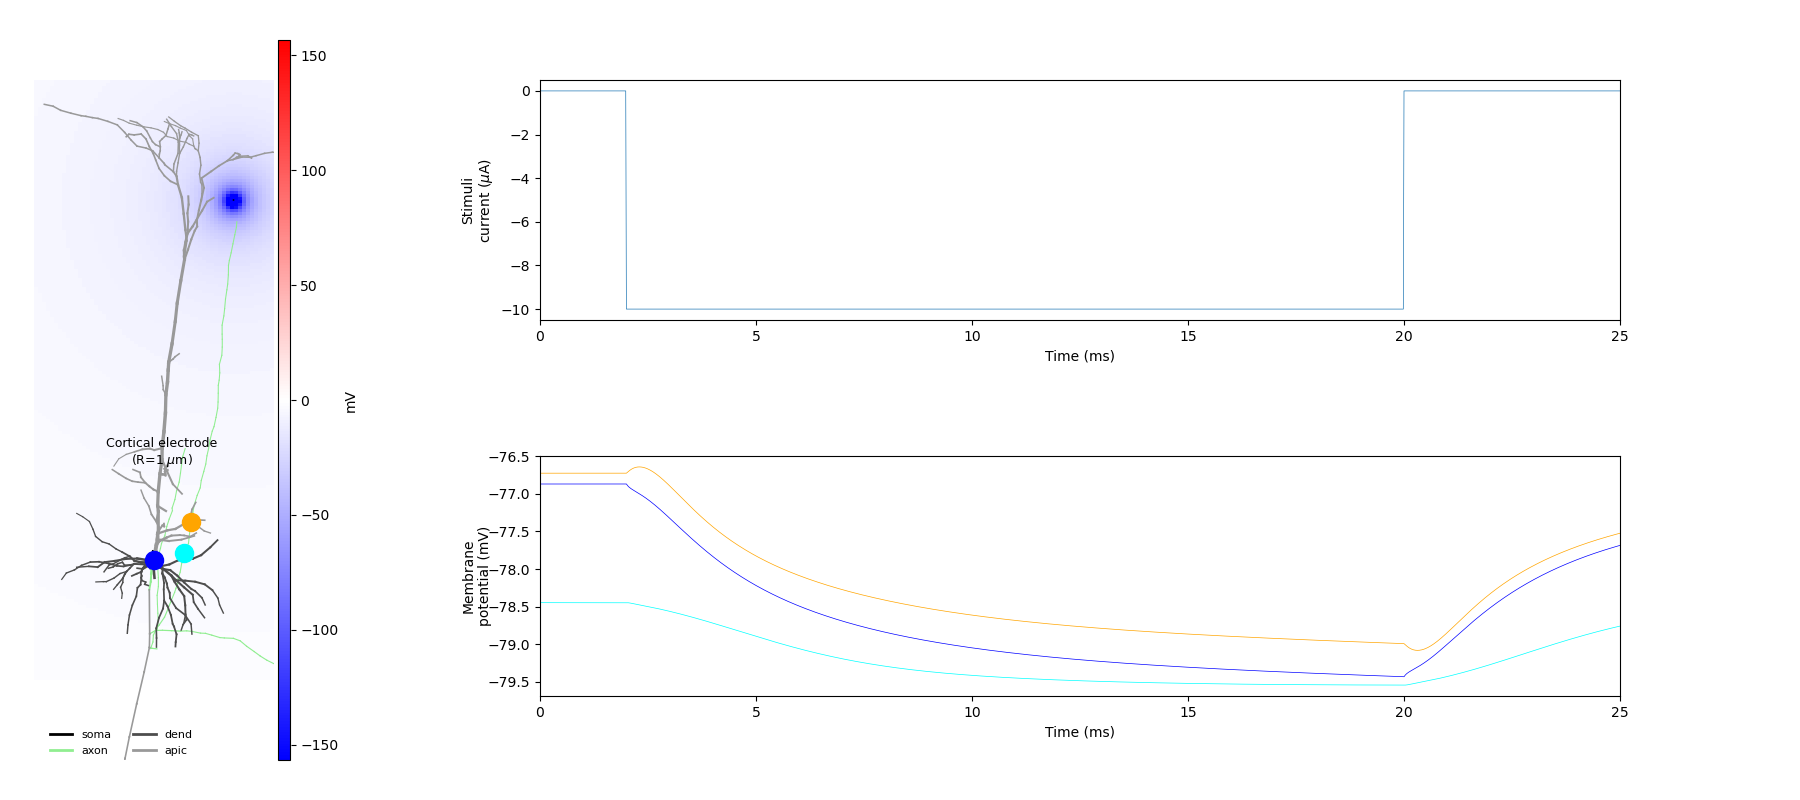 150
100
50
0
−50
−100
−150
mV
Cortical electrode
(R=1 μm)
soma
axon
dend
apic
0
−2
−4
−6
−8
−10
Stimuli
current (μA)
0
5
10
15
20
25
Time (ms)
−76.5
−77.0
−77.5
−78.0
−78.5
−79.0
−79.5
Membrane
potential (mV)
0
5
10
15
20
25
Time (ms)